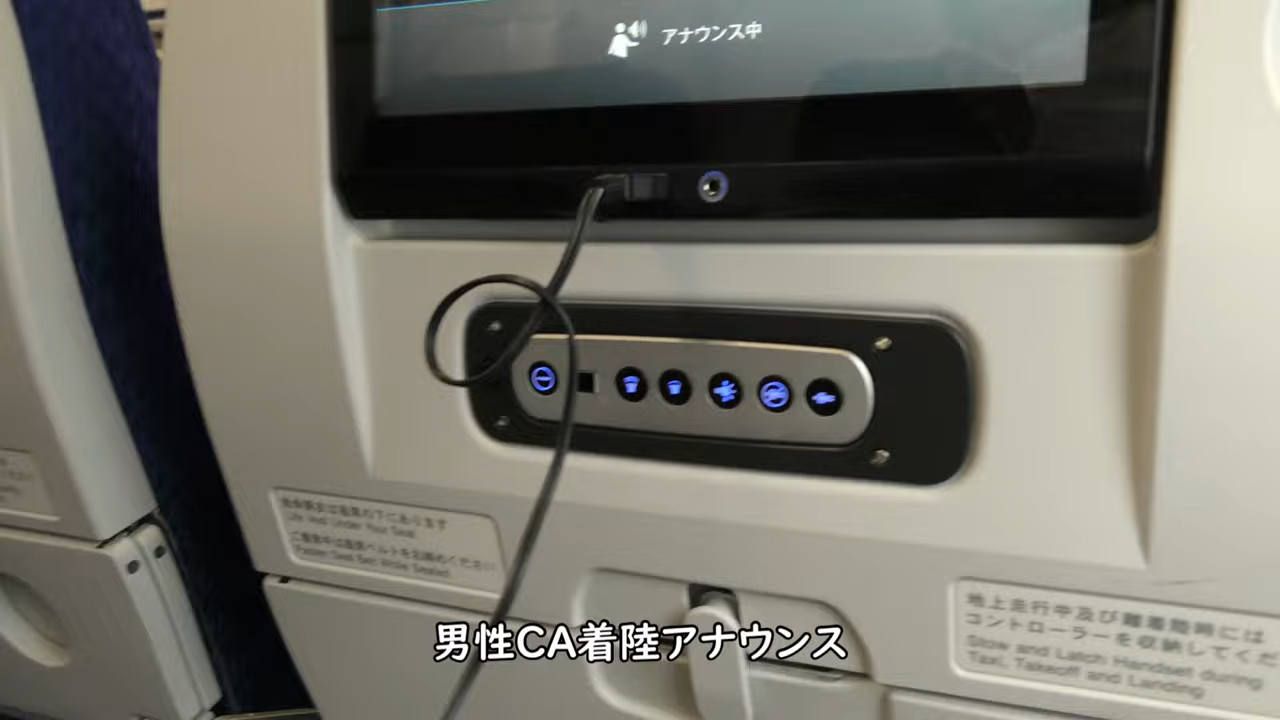 アナウンス中
救命胴衣は座席の下にあります
Life Vest Under Your Seat
ご着席中は座席ベルトをお締めください
Fasten Seat Belt While Seated
地上走行中及び離着陸時には
コントローラーを収納してくだ
Stow and Latch Handset during
Taxi, Takeoff and Landing
男性CA着陸アナウンス